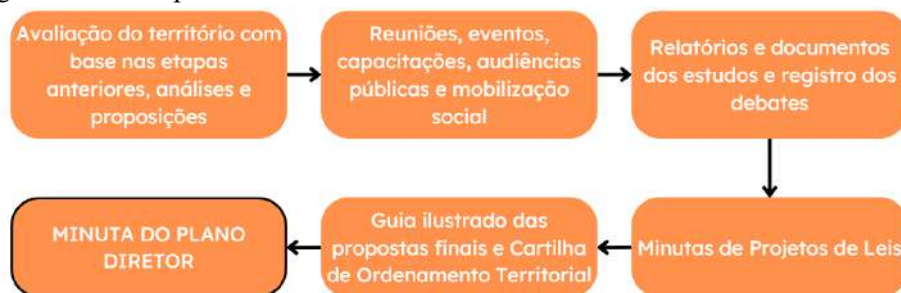 Avaliação do território com
base nas etapas
anteriores, análises e
proposições
Reuniões, eventos,
capacitações, audiências
públicas e mobilização
social
Relatórios e documentos
dos estudos e registro dos
debates
Minutas de Projetos de Leis
Guia ilustrado das
propostas finais e Cartilha
de Ordenamento Territorial
MINUTA DO PLANO
DIRETOR